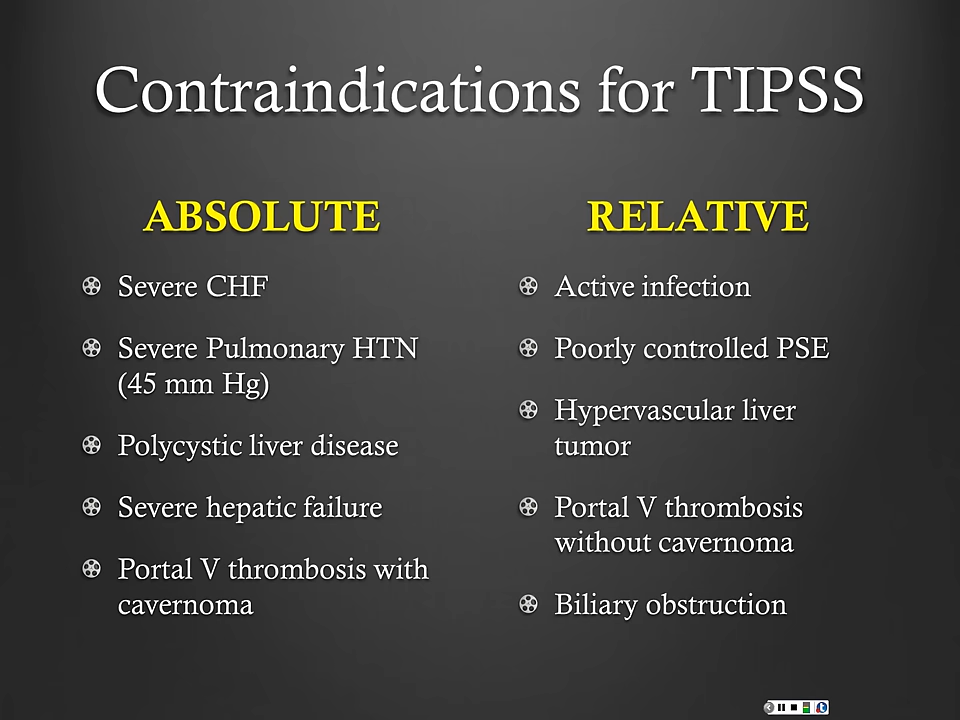 Contraindications for TIPSS
ABSOLUTE
Severe CHF
Severe Pulmonary HTN
(45 mm Hg)
Polycystic liver disease
Severe hepatic failure
Portal V thrombosis with
cavernoma
RELATIVE
Active infection
Poorly controlled PSE
Hypervascular liver
tumor
Portal V thrombosis
without cavernoma
Biliary obstruction